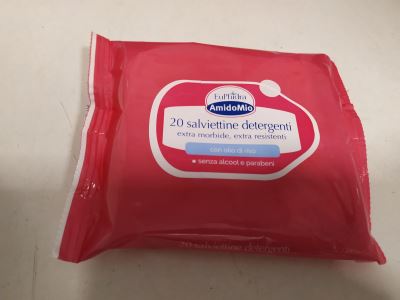 EuPhidra
AmidoMio
20 salviettine detergenti
extra morbide, extra resistenti
con olio di riso
• senza alcool e parabeni
20 salviettine detergenti